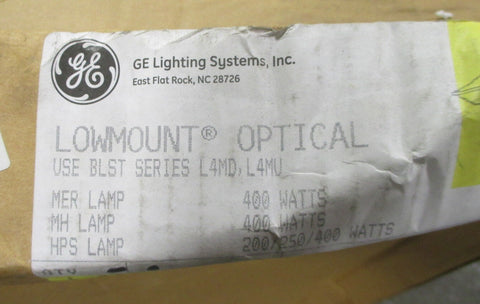 GE
GE Lighting Systems, Inc.
East Flat Rock, NC 28726
LOWMOUNT® OPTICAL
USE BLST SERIES L4MD, L4MU
MER LAMP 400 WATTS
MH LAMP 400 WATTS
HPS LAMP 200/250/400 WATTS